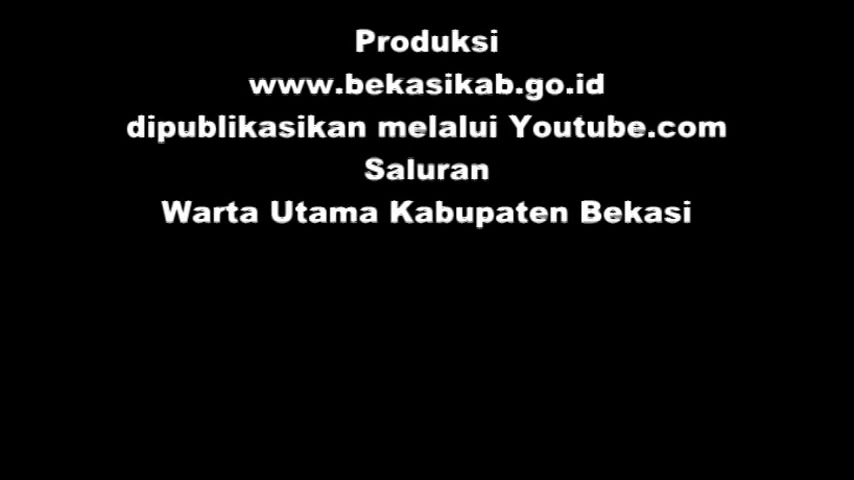 Produksi
www.bekasikab.go.id
dipublikasikan melalui Youtube.com
Saluran
Warta Utama Kabupaten Bekasi